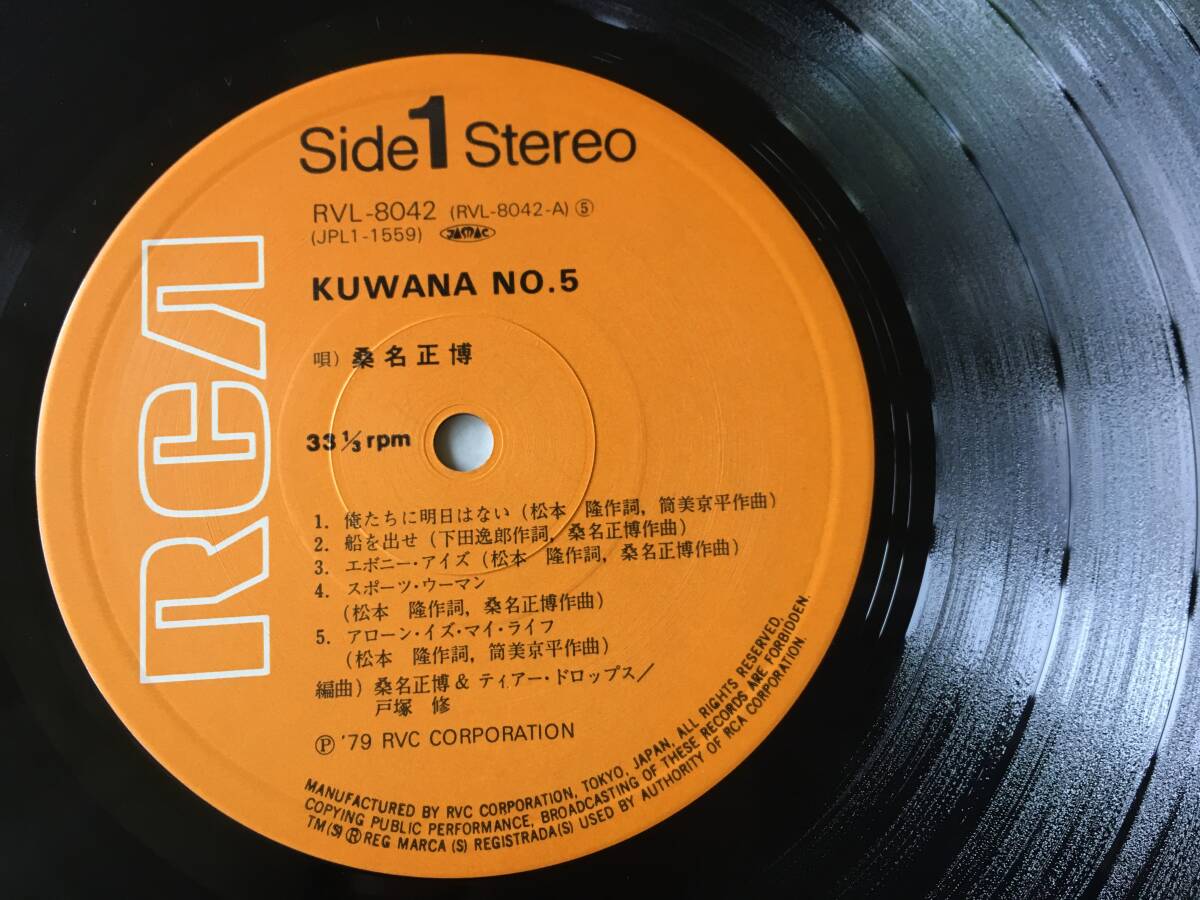 Side 1 Stereo
RVL-8042 (RVL-8042-A) ⑤
(JPL1-1559) JASRAC
KUWANA NO.5
唄) 桑名正博
33 1/3 rpm
1. 俺たちに明日はない (松本 隆作詞, 筒美京平作曲)
2. 船を出せ (下田逸郎作詞, 桑名正博作曲)
3. エボニー・アイズ (松本 隆作詞, 桑名正博作曲)
4. スポーツ・ウーマン
(松本 隆作詞, 桑名正博作曲)
5. アローン・イズ・マイ・ライフ
(松本 隆作詞, 筒美京平作曲)
編曲) 桑名正博 & ティアー・ドロップス/
戸塚 修
Ⓟ '79 RVC CORPORATION
MANUFACTURED BY RVC CORPORATION, TOKYO, JAPAN, ALL RIGHTS RESERVED.
COPYING PUBLIC PERFORMANCE, BROADCASTING OF THESE RECORDS ARE FORBIDDEN.
TM(S) ® REG MARCA (S) REGISTRADA(S) USED BY AUTHORITY OF RCA CORPORATION.
RCA